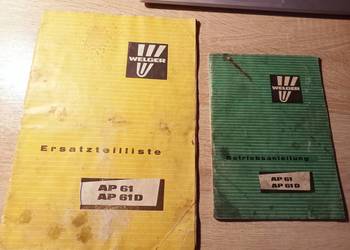 WELGER
Ersatzteilliste
AP 61
AP 61D
WELGER
Betriebsanleitung
AP 61
AP 61D